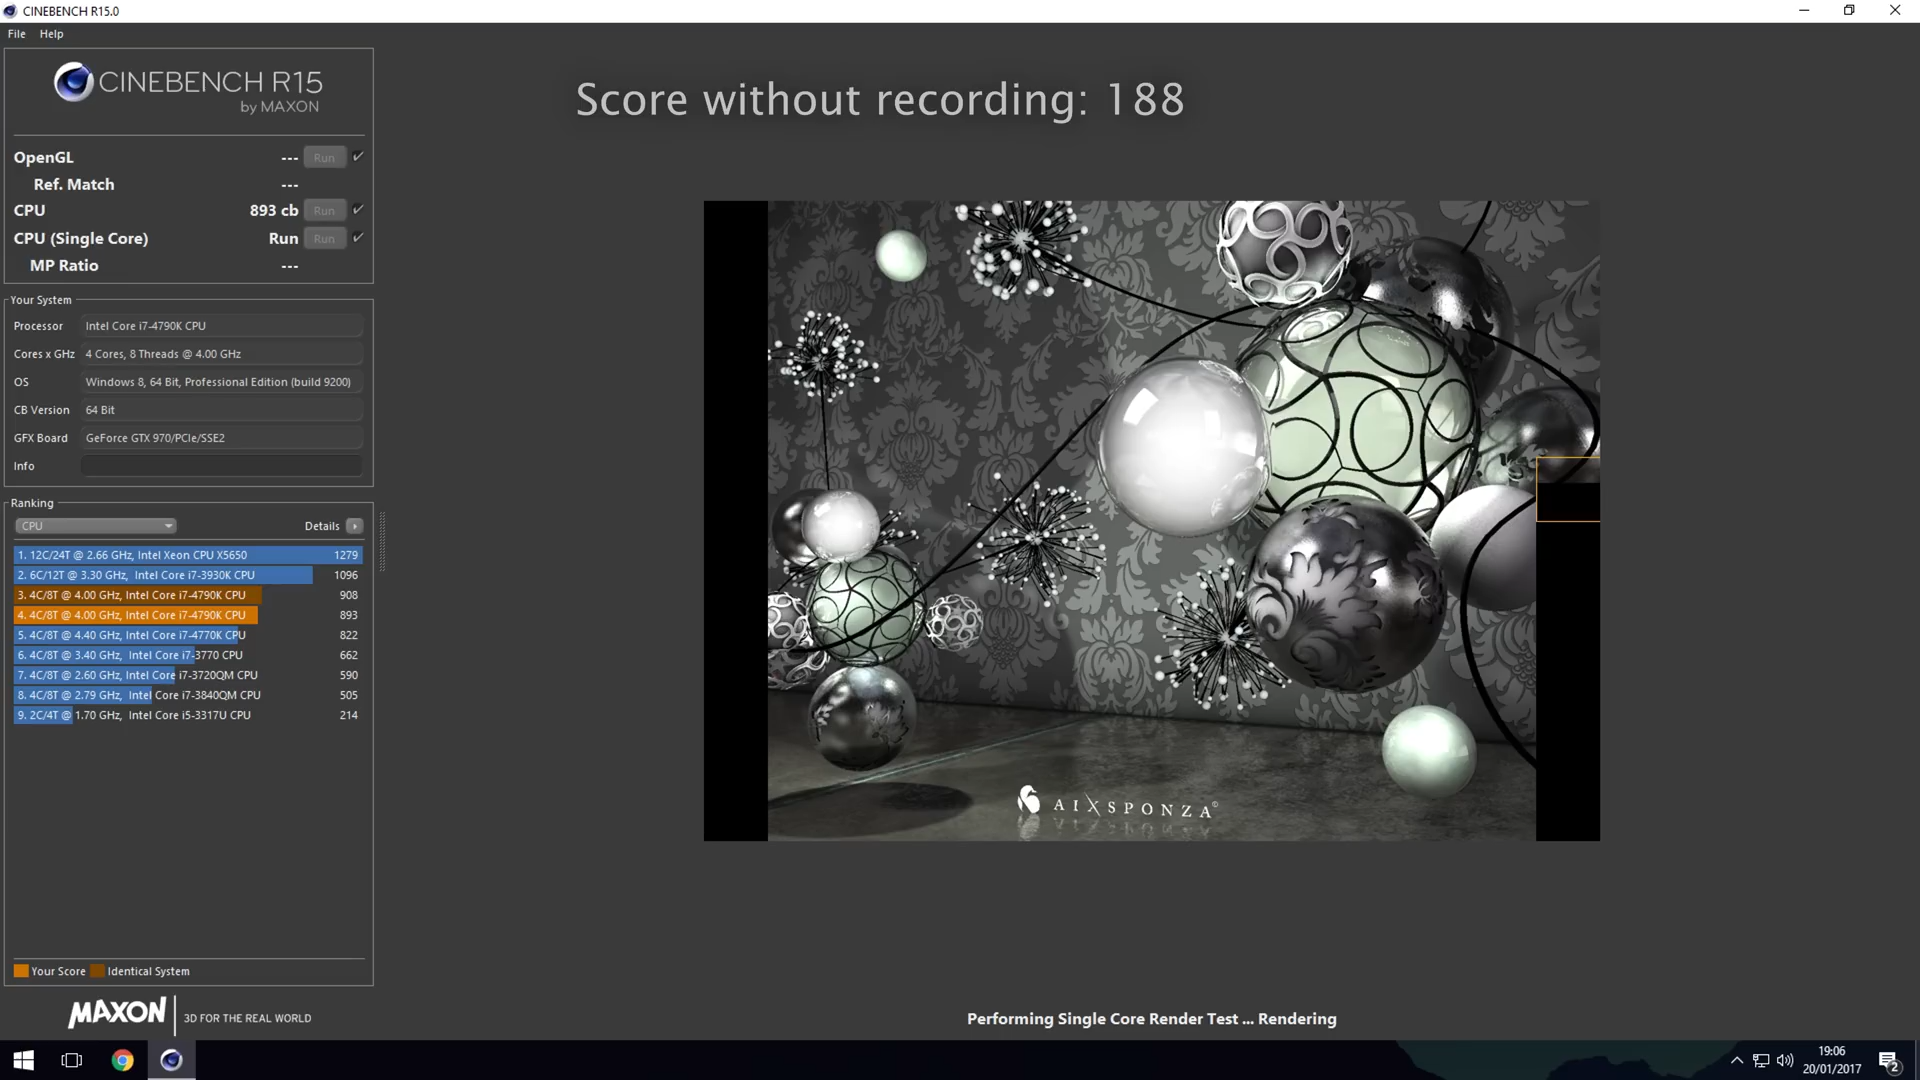 CINEBENCH R15.0
File Help
CINEBENCH R15
by MAXON
Score without recording: 188
OpenGL --- Run
Ref. Match ---
CPU 893 cb Run
CPU (Single Core) Run Run
MP Ratio ---
Your System
Processor Intel Core i7-4790K CPU
Cores x GHz 4 Cores, 8 Threads @ 4.00 GHz
OS Windows 8, 64 Bit, Professional Edition (build 9200)
CB Version 64 Bit
GFX Board GeForce GTX 970/PCIe/SSE2
Info
Ranking
CPU Details
1. 12C/24T @ 2.66 GHz, Intel Xeon CPU X5650 1279
2. 6C/12T @ 3.30 GHz, Intel Core i7-3930K CPU 1096
3. 4C/8T @ 4.00 GHz, Intel Core i7-4790K CPU 908
4. 4C/8T @ 4.00 GHz, Intel Core i7-4790K CPU 893
5. 4C/8T @ 4.40 GHz, Intel Core i7-4770K CPU 822
6. 4C/8T @ 3.40 GHz, Intel Core i7-3770 CPU 662
7. 4C/8T @ 2.60 GHz, Intel Core i7-3720QM CPU 590
8. 4C/8T @ 2.79 GHz, Intel Core i7-3840QM CPU 505
9. 2C/4T @ 1.70 GHz, Intel Core i5-3317U CPU 214
AIXSPONZA®
Your Score Identical System
MAXON 3D FOR THE REAL WORLD
Performing Single Core Render Test ... Rendering
19:06
20/01/2017
2